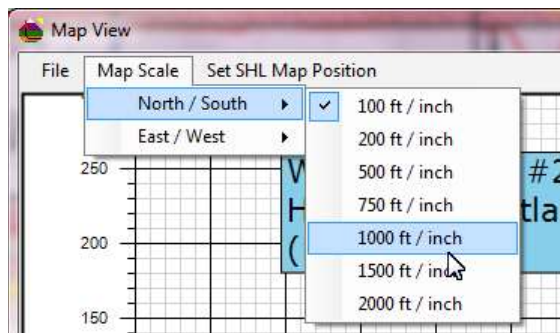 Map View
File Map Scale Set SHL Map Position
North / South
East / West
100 ft / inch
200 ft / inch
500 ft / inch
750 ft / inch
1000 ft / inch
1500 ft / inch
2000 ft / inch
250
200
150
#2